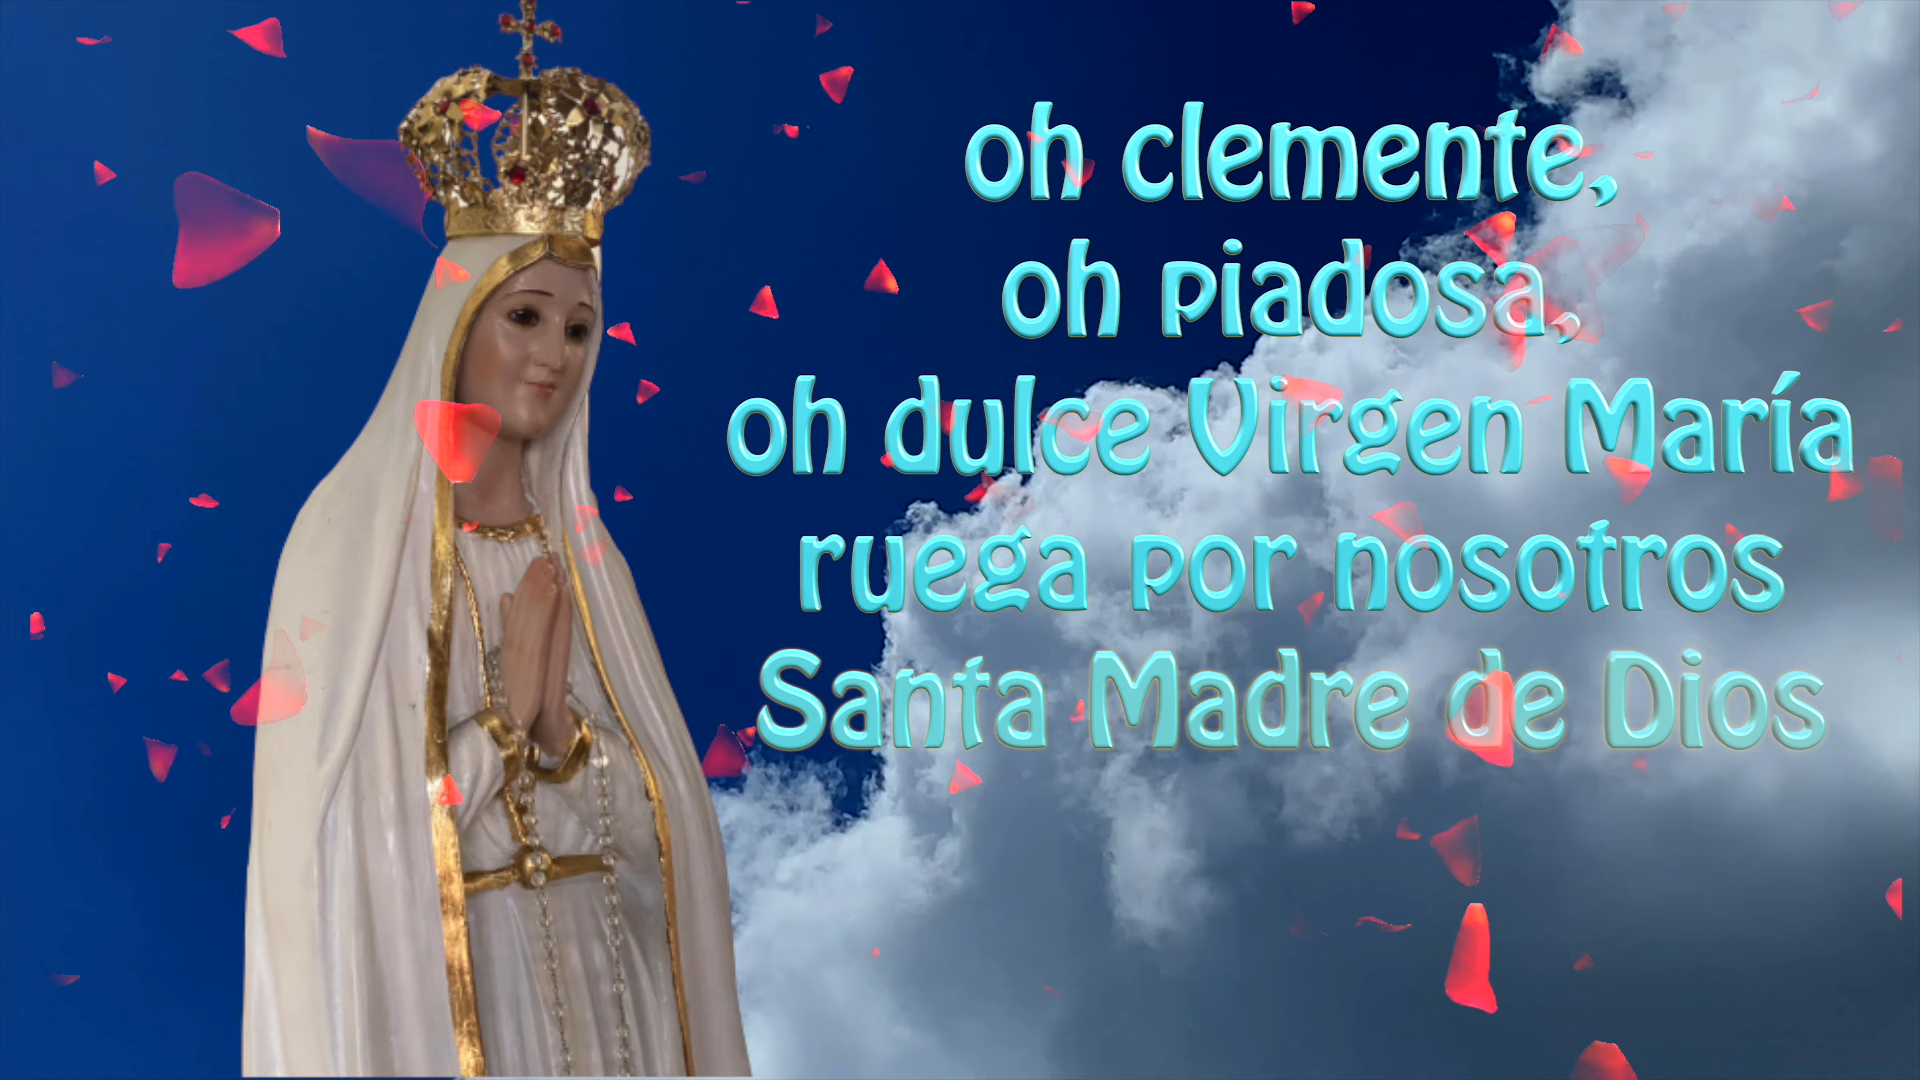 oh clemente,
oh piadosa,
oh dulce Virgen María
ruega por nosotros
Santa Madre de Dios